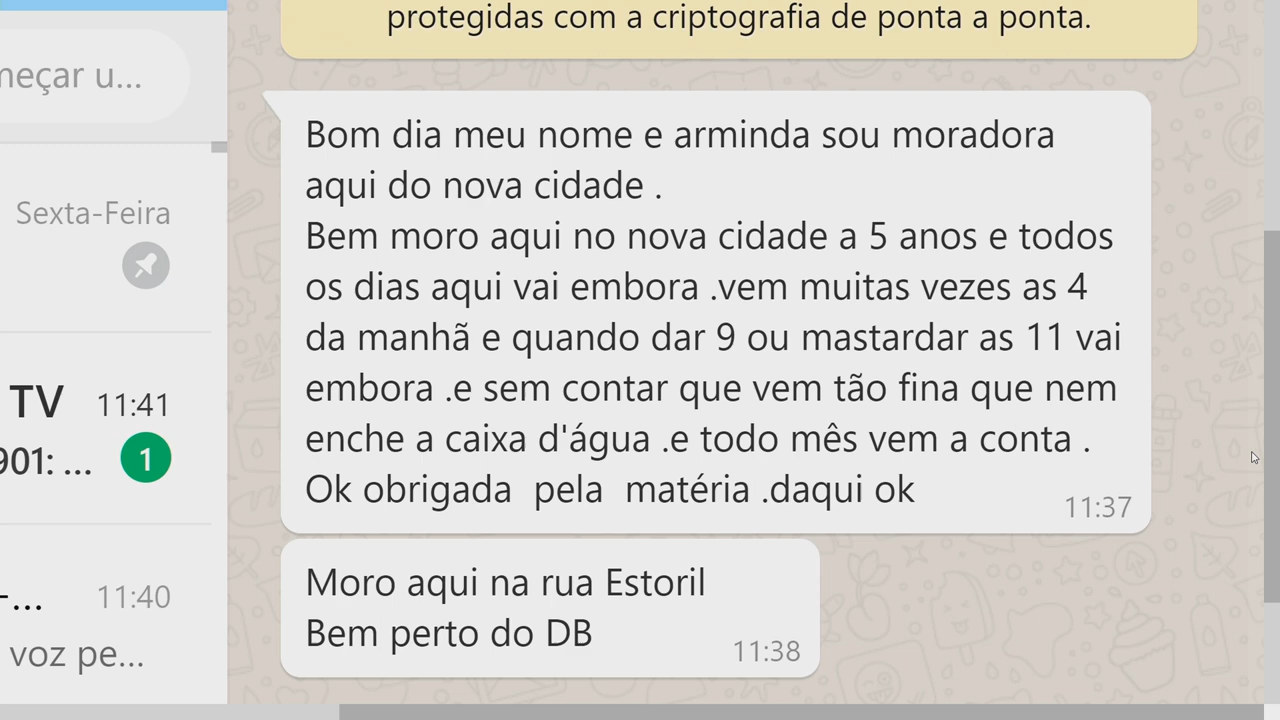 protegidas com a criptografia de ponta a ponta.
meçar u...
Bom dia meu nome e arminda sou moradora
aqui do nova cidade .
Bem moro aqui no nova cidade a 5 anos e todos
os dias aqui vai embora .vem muitas vezes as 4
da manhã e quando dar 9 ou mastardar as 11 vai
embora .e sem contar que vem tão fina que nem
enche a caixa d'água .e todo mês vem a conta .
Ok obrigada pela matéria .daqui ok
11:37
Moro aqui na rua Estoril
Bem perto do DB
11:38
Sexta-Feira
TV 11:41
901: ... 1
-... 11:40
voz pe...